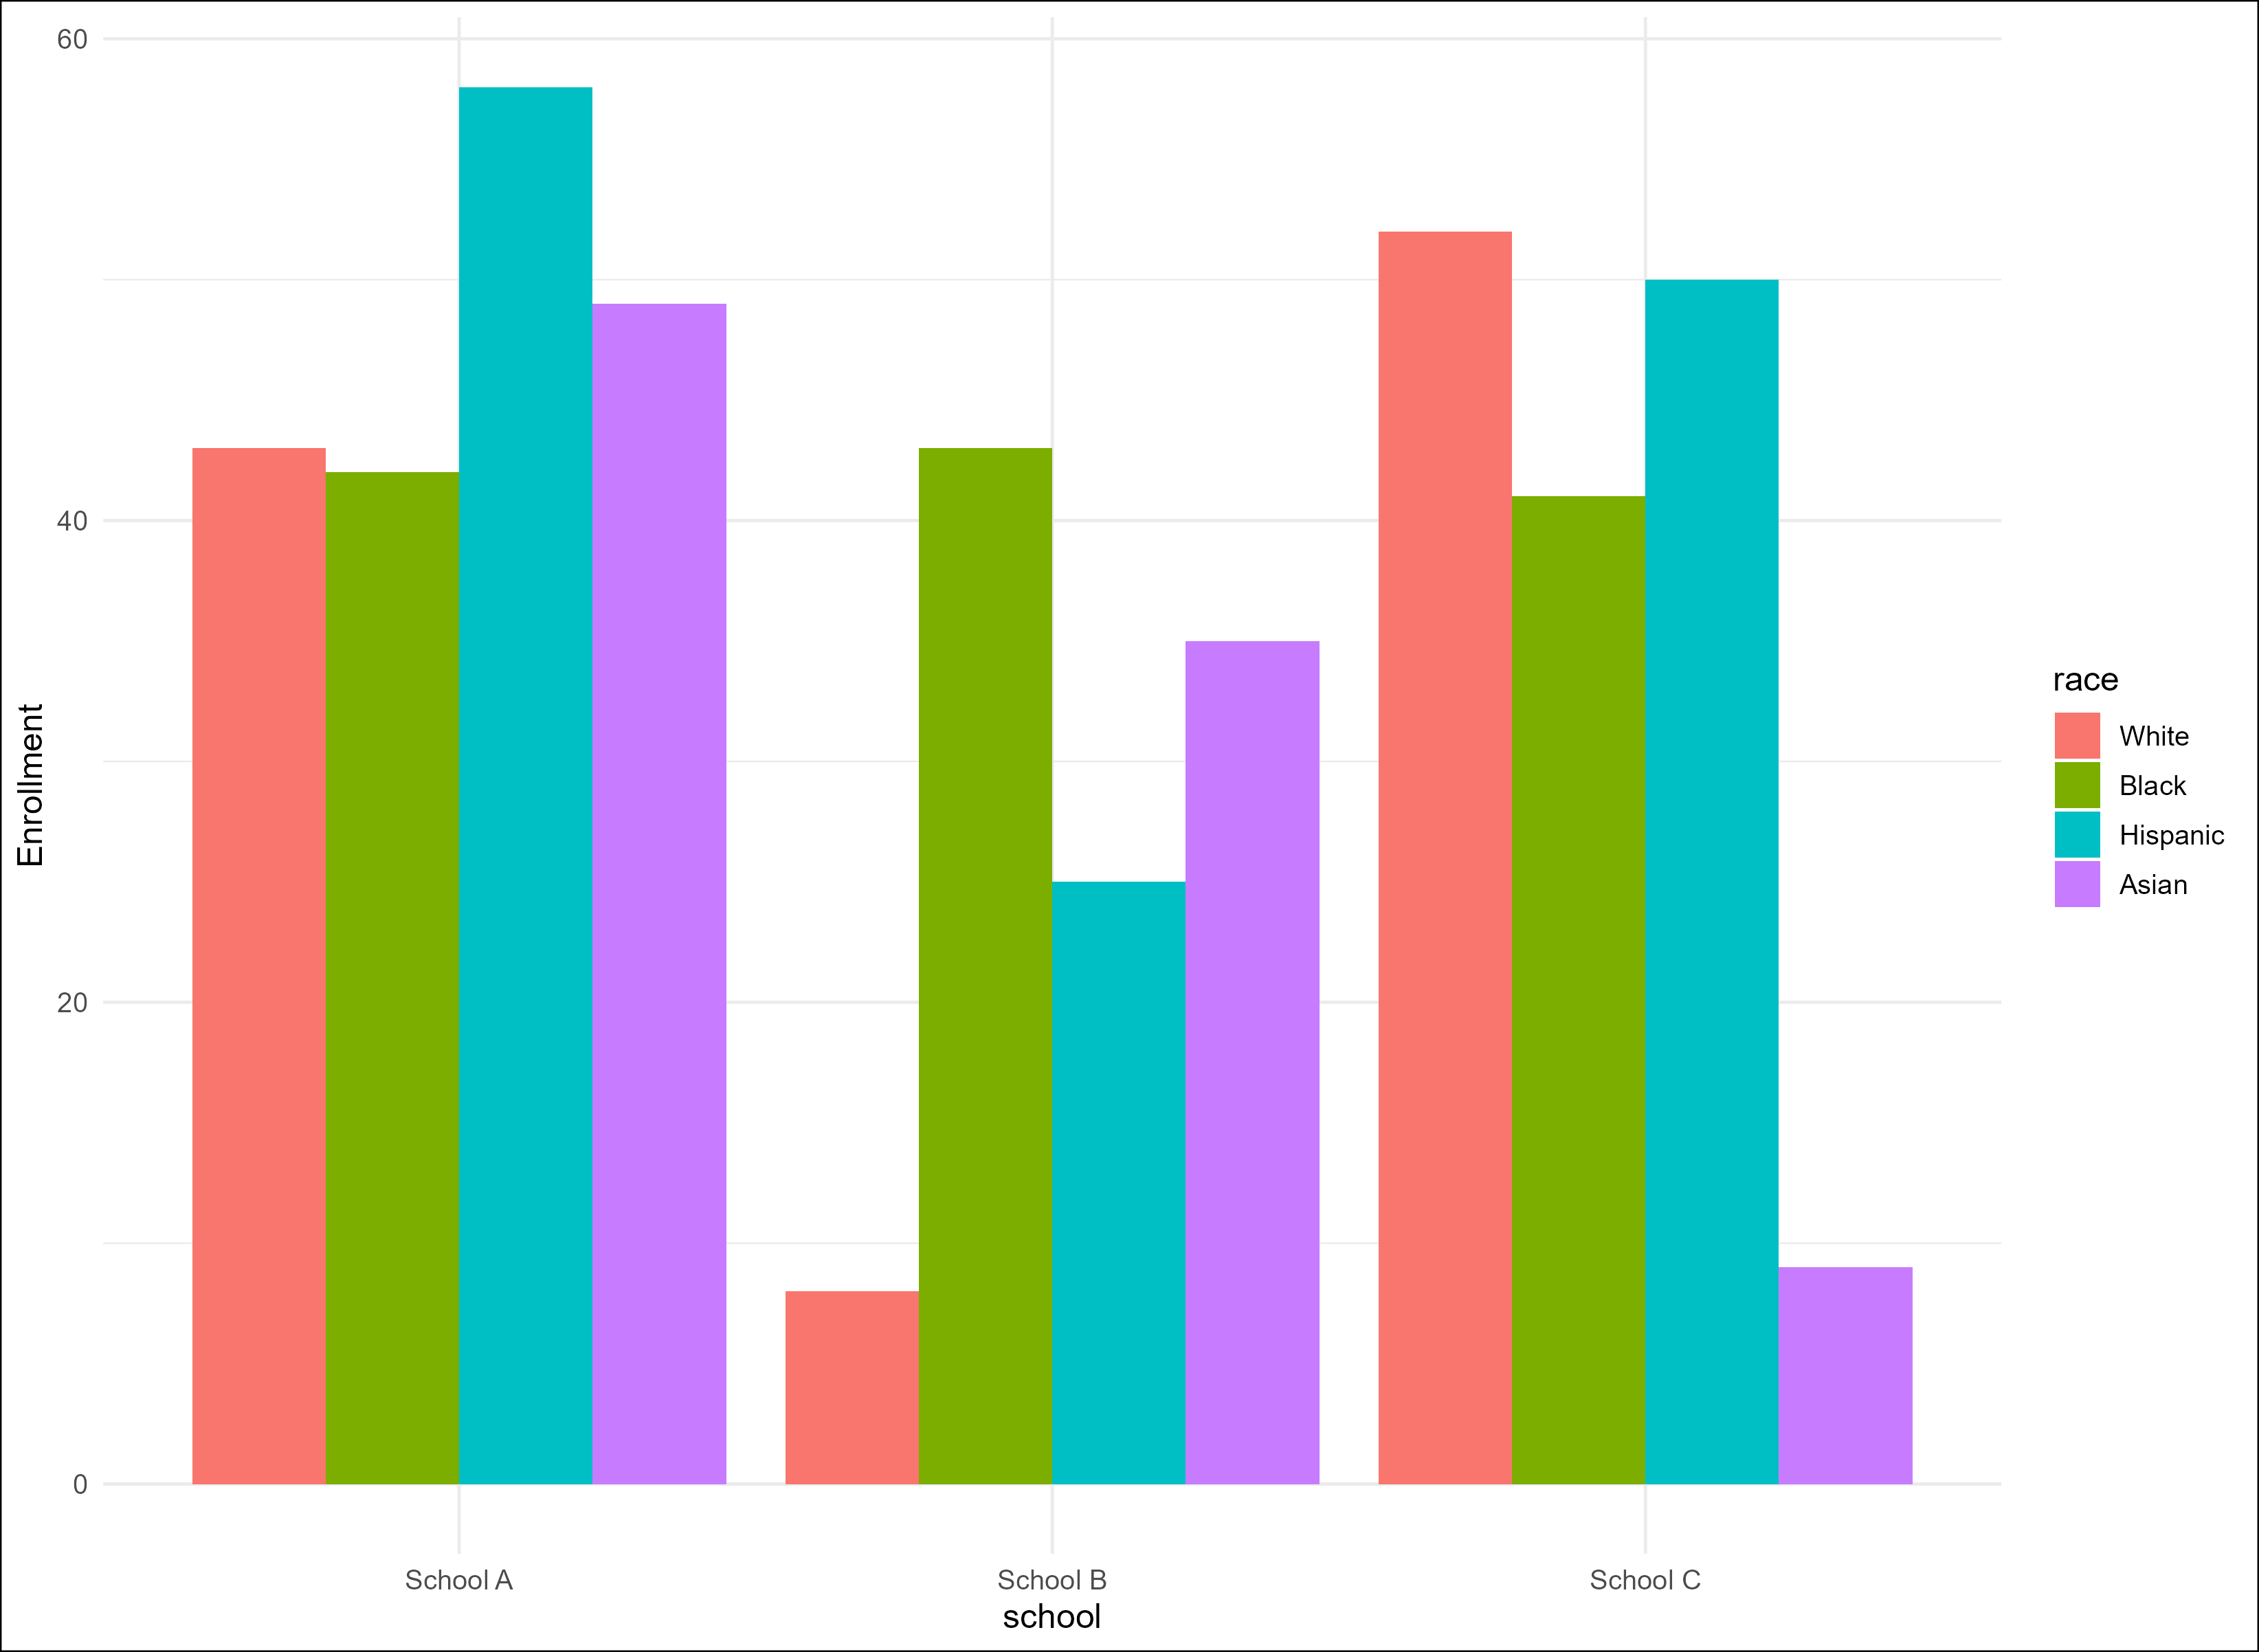 60
40
20
0
Enrollment
School A
School B
School C
school
race
White
Black
Hispanic
Asian